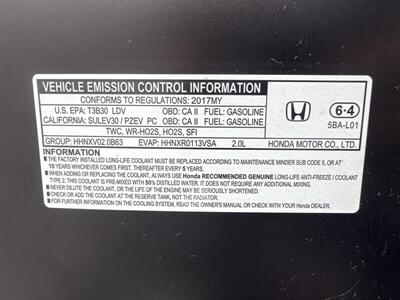 VEHICLE EMISSION CONTROL INFORMATION
CONFORMS TO REGULATIONS: 2017MY
U.S. EPA: T3B30 LDV OBD: CA II FUEL: GASOLINE
CALIFORNIA: SULEV30 / PZEV PC OBD: CA II FUEL: GASOLINE
TWC, WR-HO2S, HO2S, SFI
GROUP: HHNXV02.0B63 EVAP: HHNXR0113VSA 2.0L
6·4
5BA-L01
HONDA MOTOR CO., LTD.
INFORMATION
■ THE FACTORY INSTALLED LONG-LIFE COOLANT MUST BE REPLACED ACCORDING TO MAINTENANCE MINDER SUB CODE 5, OR AT
10 YEARS WHICHEVER COMES FIRST. THEREAFTER EVERY 5 YEARS.
■ WHEN ADDING OR REPLACING THE COOLANT, ALWAYS USE Honda RECOMMENDED GENUINE LONG-LIFE ANTI-FREEZE / COOLANT
TYPE 2. THIS COOLANT IS PRE-MIXED WITH 50% DISTILLED WATER. IT DOES NOT REQUIRE ANY ADDITIONAL MIXING.
■ NEVER DILUTE THE COOLANT, OR THE LIFE OF THE ENGINE MAY BE SERIOUSLY SHORTENED.
■ CHECK AND ADD COOLANT AT THE RESERVE TANK, NOT THE RADIATOR.
■ FOR FURTHER INFORMATION ON THE COOLING SYSTEM, READ THE OWNER'S MANUAL OR CHECK WITH YOUR Honda DEALER.